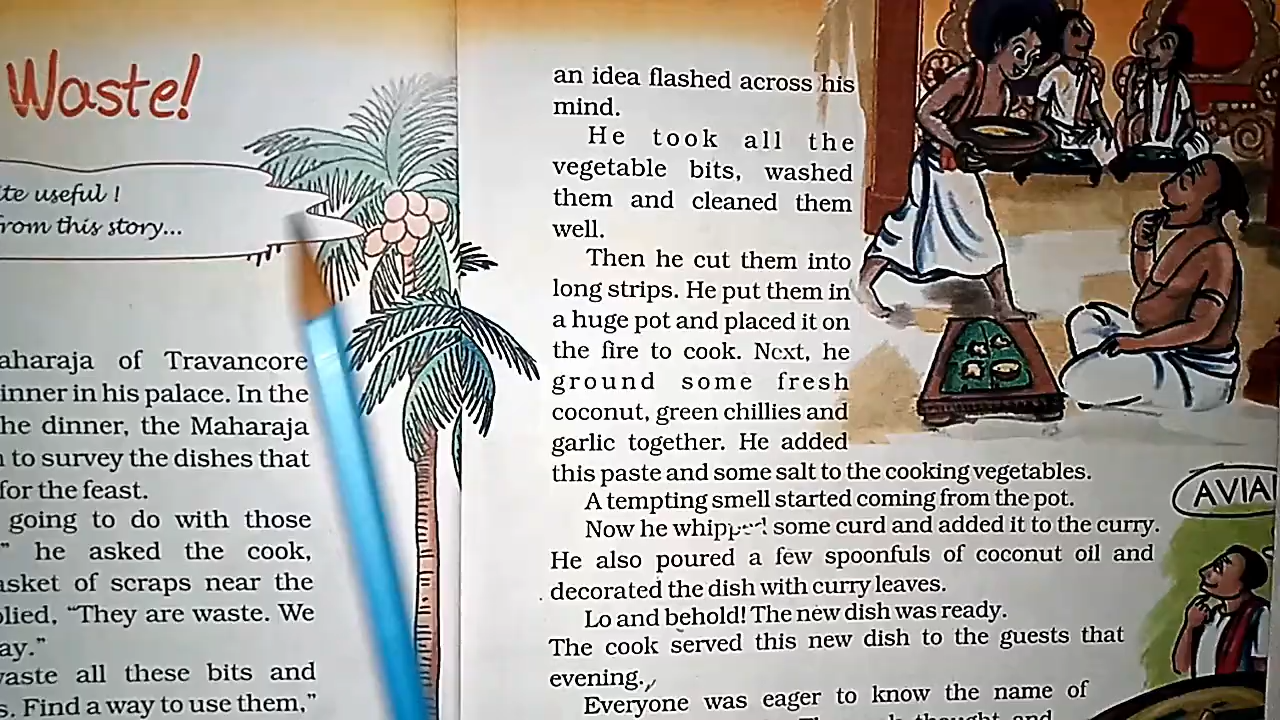 Waste!
te useful !
rom this story...
aharaja of Travancore
inner in his palace. In the
he dinner, the Maharaja
to survey the dishes that
for the feast.
going to do with those
" he asked the cook,
asket of scraps near the
lied, "They are waste. We
ay."
aste all these bits and
s. Find a way to use them,"
an idea flashed across his
mind.
He took all the
vegetable bits, washed
them and cleaned them
well.
Then he cut them into
long strips. He put them in
a huge pot and placed it on
the fire to cook. Next, he
ground some fresh
coconut, green chillies and
garlic together. He added
this paste and some salt to the cooking vegetables.
A tempting smell started coming from the pot.
Now he whipped some curd and added it to the curry.
He also poured a few spoonfuls of coconut oil and
decorated the dish with curry leaves.
Lo and behold! The new dish was ready.
The cook served this new dish to the guests that
evening.
Everyone was eager to know the name of
thought and
AVIA